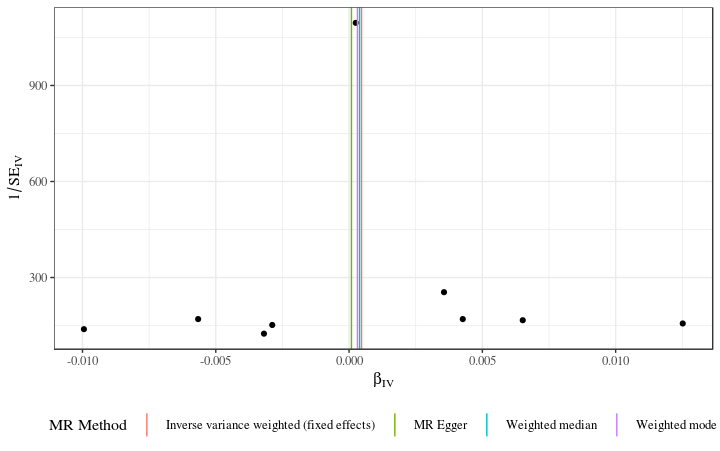 900
600
300
1/SE_IV
-0.010 -0.005 0.000 0.005 0.010
β_IV
MR Method Inverse variance weighted (fixed effects) MR Egger Weighted median Weighted mode